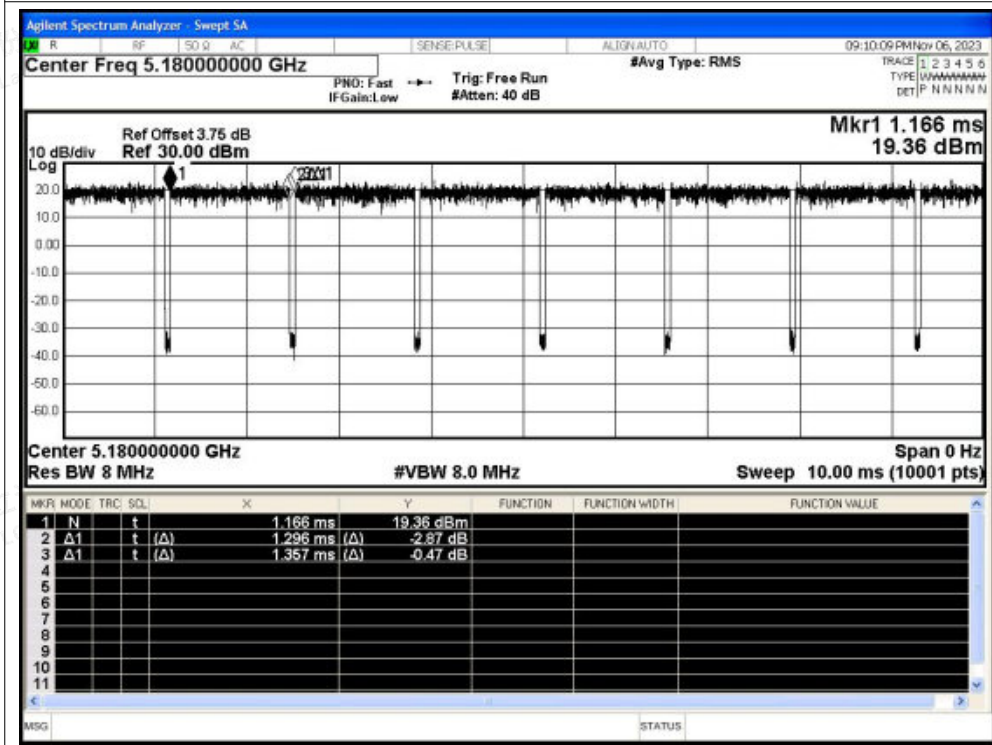 Agilent Spectrum Analyzer - Swept SA
R RF 50 Ω AC SENSE:PULSE ALIGN AUTO 09:10:09 PM Nov 06, 2023
Center Freq 5.180000000 GHz #Avg Type: RMS TRACE 1 2 3 4 5 6
PNO: Fast Trig: Free Run TYPE
IFGain:Low #Atten: 40 dB DET P N N N N N
Mkr1 1.166 ms
Ref Offset 3.75 dB
10 dB/div Ref 30.00 dBm 19.36 dBm
Log
1
20.0
10.0
0.00
-10.0
-20.0
-30.0
-40.0
-50.0
-60.0
Center 5.180000000 GHz Span 0 Hz
Res BW 8 MHz #VBW 8.0 MHz Sweep 10.00 ms (10001 pts)
MKR MODE TRC SCL X Y FUNCTION FUNCTION WIDTH FUNCTION VALUE
1 N t 1.166 ms 19.36 dBm
2 Δ1 t (Δ) 1.296 ms (Δ) -2.87 dB
3 Δ1 t (Δ) 1.357 ms (Δ) -0.47 dB
4
5
6
7
8
9
10
11
MSG STATUS